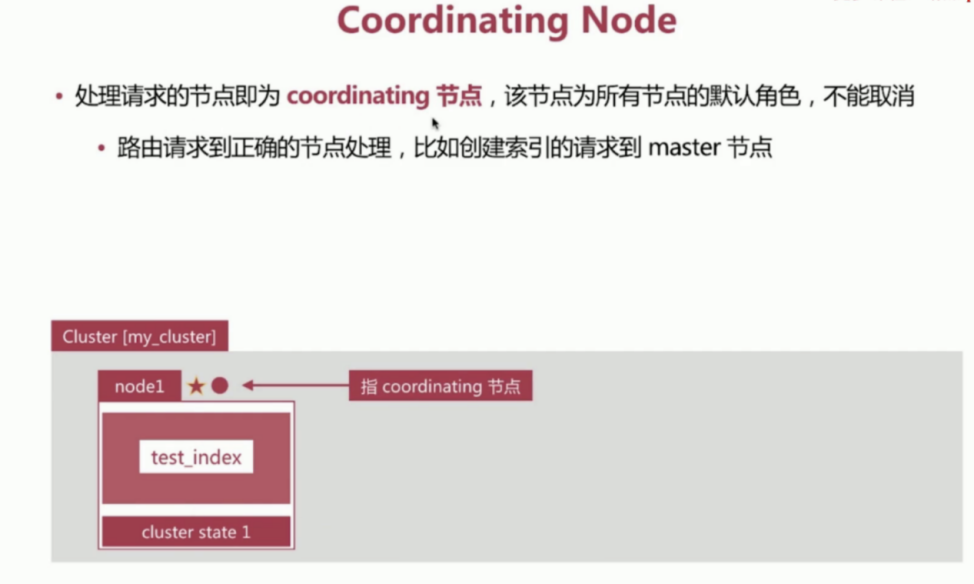 Coordinating Node
• 处理请求的节点即为 coordinating 节点，该节点为所有节点的默认角色，不能取消
• 路由请求到正确的节点处理，比如创建索引的请求到 master 节点
Cluster [my_cluster]
node1
指 coordinating 节点
test_index
cluster state 1